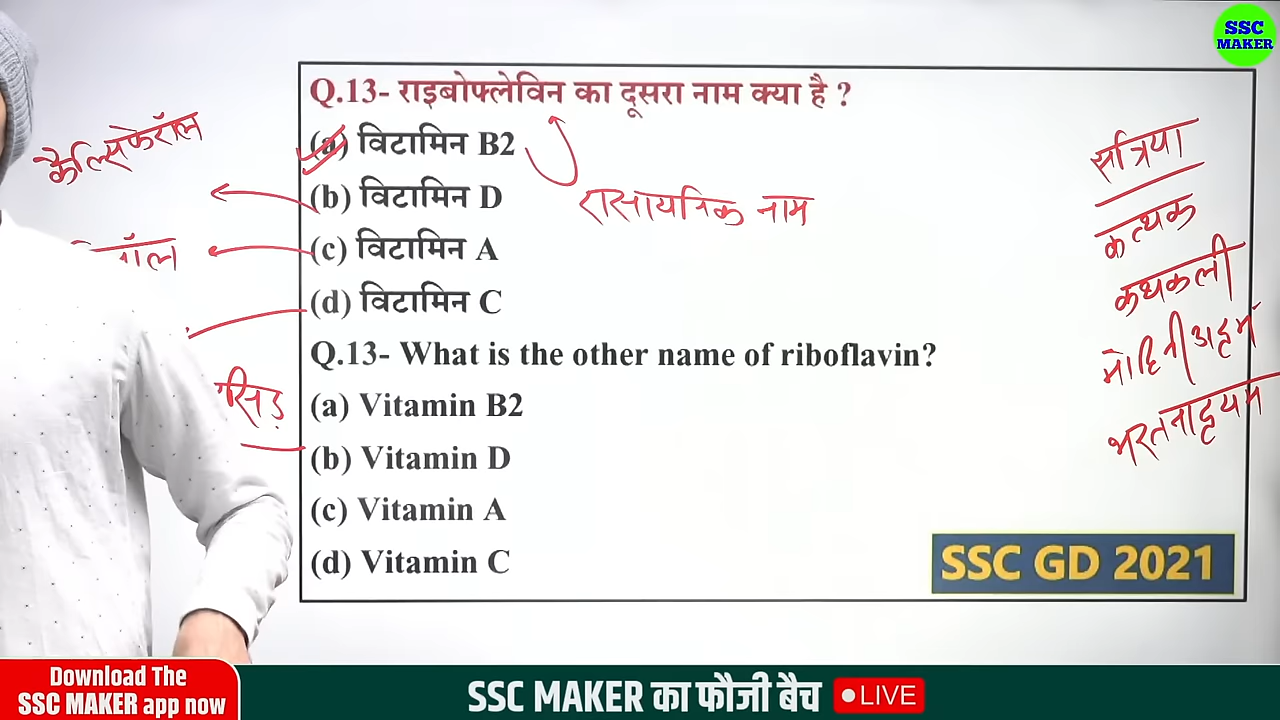 SSC
MAKER
Q.13- राइबोफ्लेविन का दूसरा नाम क्या है ?
(a) विटामिन B2
(b) विटामिन D
(c) विटामिन A
(d) विटामिन C
Q.13- What is the other name of riboflavin?
(a) Vitamin B2
(b) Vitamin D
(c) Vitamin A
(d) Vitamin C
कैल्सिफेरॉल
रासायनिक नाम
सत्रिया
कत्थक
कथकली
मोहिनीअट्टम
भरतनाट्यम
SSC GD 2021
Download The
SSC MAKER app now
SSC MAKER का फौजी बैच
LIVE